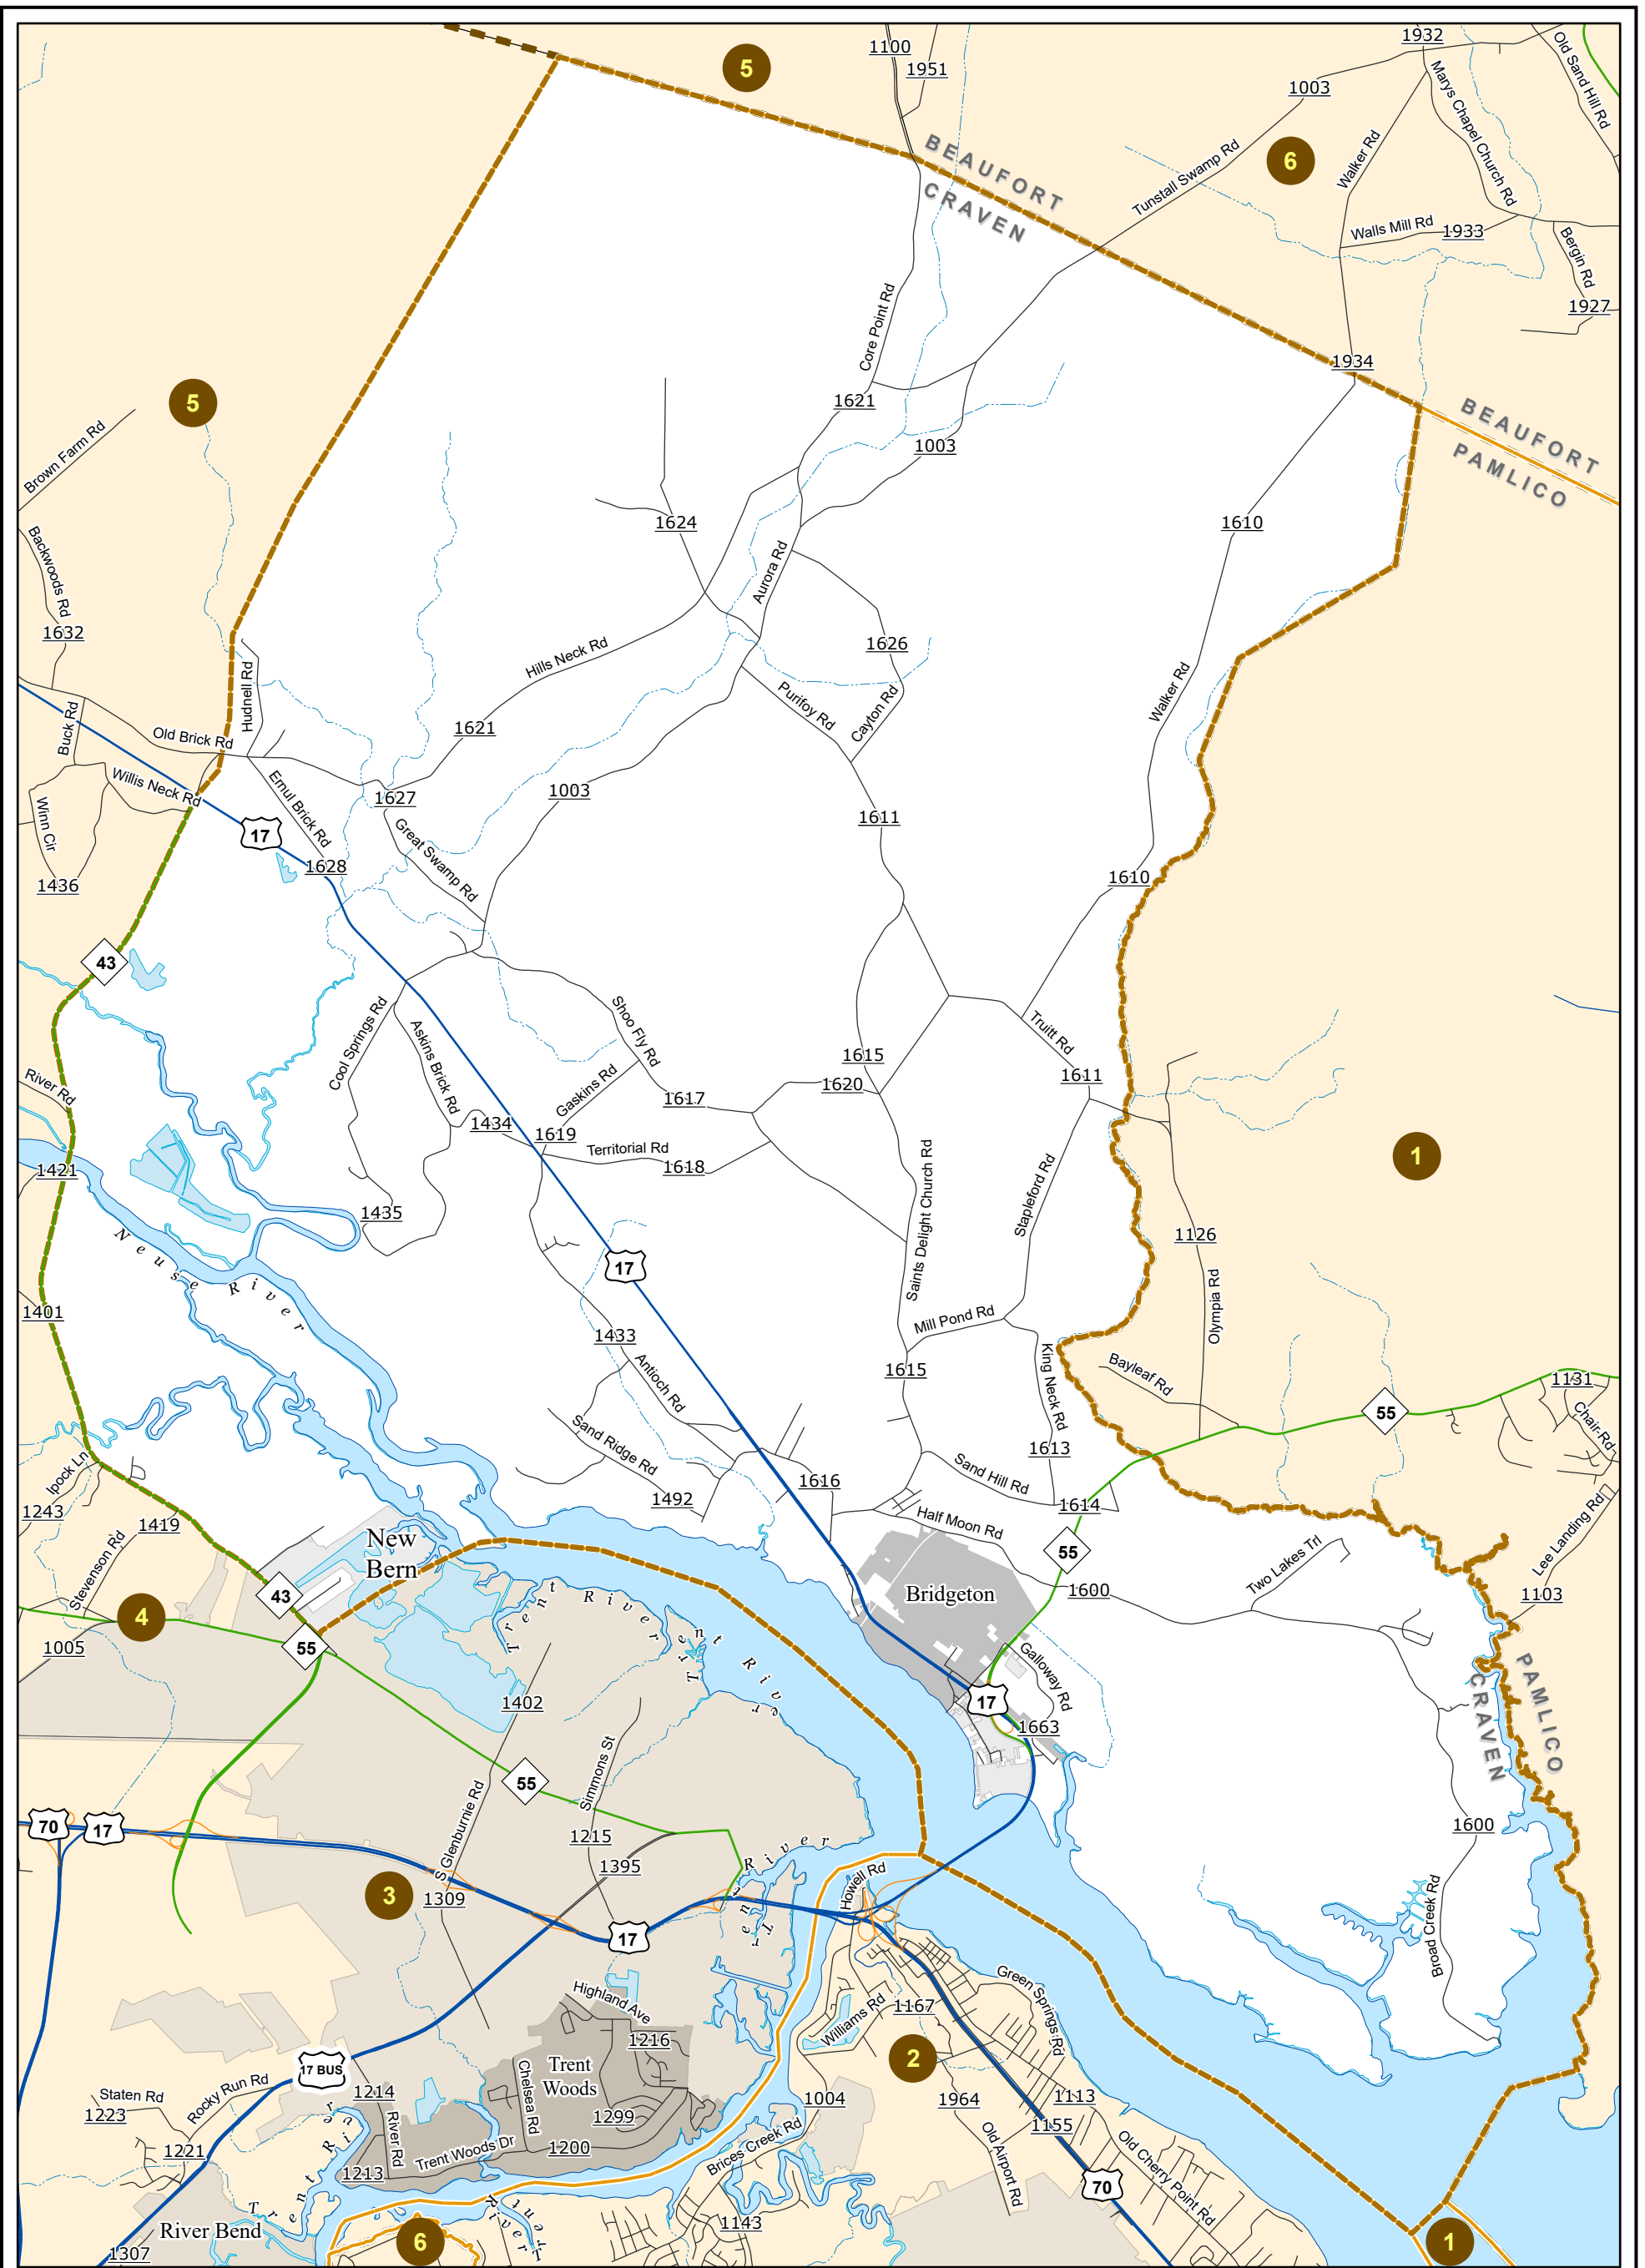 5
1100
1951
1932
1003
Old Sand Hill Rd
Marys Chapel Church Rd
6
Walker Rd
BEAUFORT
CRAVEN
Tunstall Swamp Rd
Walls Mill Rd
1933
Bergin Rd
1927
Core Point Rd
1934
5
1621
BEAUFORT
PAMLICO
Brown Farm Rd
1003
1624
1610
Backwoods Rd
Aurora Rd
1632
1626
Hills Neck Rd
Hudnell Rd
Purifoy Rd
Cayton Rd
Walker Rd
Buck Rd
Old Brick Rd
1621
Willis Neck Rd
Ernul Brick Rd
1627
1003
Winn Cir
17
Great Swamp Rd
1611
1628
1436
1610
43
Cool Springs Rd
Askins Brick Rd
Shoo Fly Rd
Truitt Rd
River Rd
Gaskins Rd
1615
1620
1611
1617
1434
1619
Territorial Rd
1618
1421
1
1435
Saints Delight Church Rd
Stapleford Rd
1126
Neuse River
17
Olympia Rd
1401
1433
Mill Pond Rd
Antioch Rd
1615
King Neck Rd
Bayleaf Rd
1131
55
Chair Rd
Sand Ridge Rd
1613
Ipock Ln
1616
Sand Hill Rd
1492
1614
1243
1419
Half Moon Rd
Lee Landing Rd
New
Bern
55
Stevenson Rd
Two Lakes Trl
43
Bridgeton
1600
1103
4
Trent River
55
1005
Trent River
Galloway Rd
PAMLICO
CRAVEN
1402
17
1663
Simmons St
55
S Glenburnie Rd
70
17
1215
1600
1395
Trent River
Howell Rd
3
1309
17
Broad Creek Rd
Green Springs Rd
Highland Ave
1167
Williams Rd
1216
2
17 BUS
Trent
Woods
Staten Rd
Rocky Run Rd
1214
Chelsea Rd
1223
1004
1964
1113
1299
River Rd
1155
1221
Trent Woods Dr
1200
Brices Creek Rd
Old Airport Rd
Old Cherry Point Rd
1213
70
Trent River
Trent River
River Bend
1143
6
1
1307